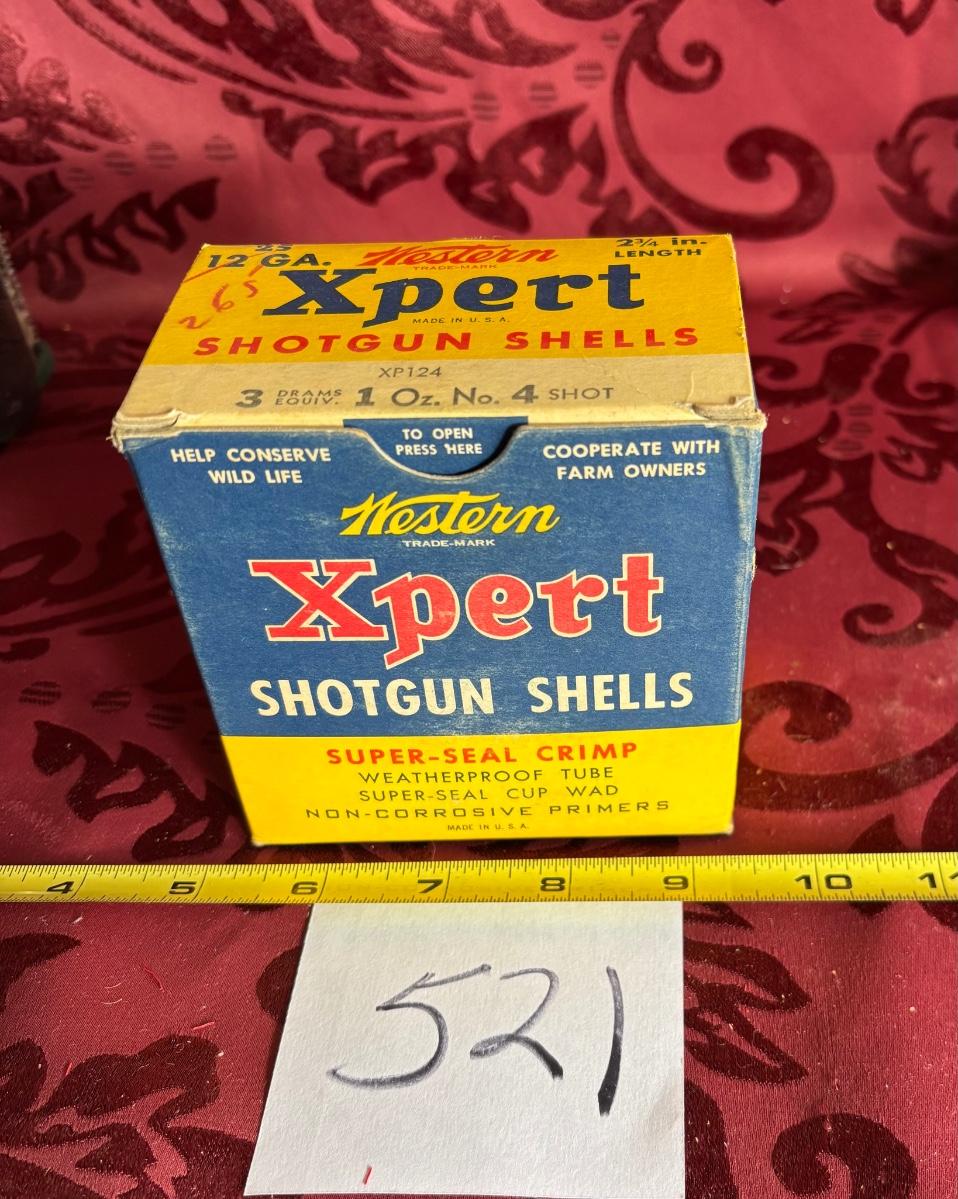 25
12 GA.
Western
2¾ in.
LENGTH
TRADE-MARK
265
Xpert
MADE IN U. S. A.
SHOTGUN SHELLS
XP124
3 DRAMS EQUIV. 1 Oz. No. 4 SHOT
HELP CONSERVE
WILD LIFE
TO OPEN
PRESS HERE
COOPERATE WITH
FARM OWNERS
Western
TRADE-MARK
Xpert
SHOTGUN SHELLS
SUPER-SEAL CRIMP
WEATHERPROOF TUBE
SUPER-SEAL CUP WAD
NON-CORROSIVE PRIMERS
MADE IN U. S. A.
4 5 6 7 8 9 10
521